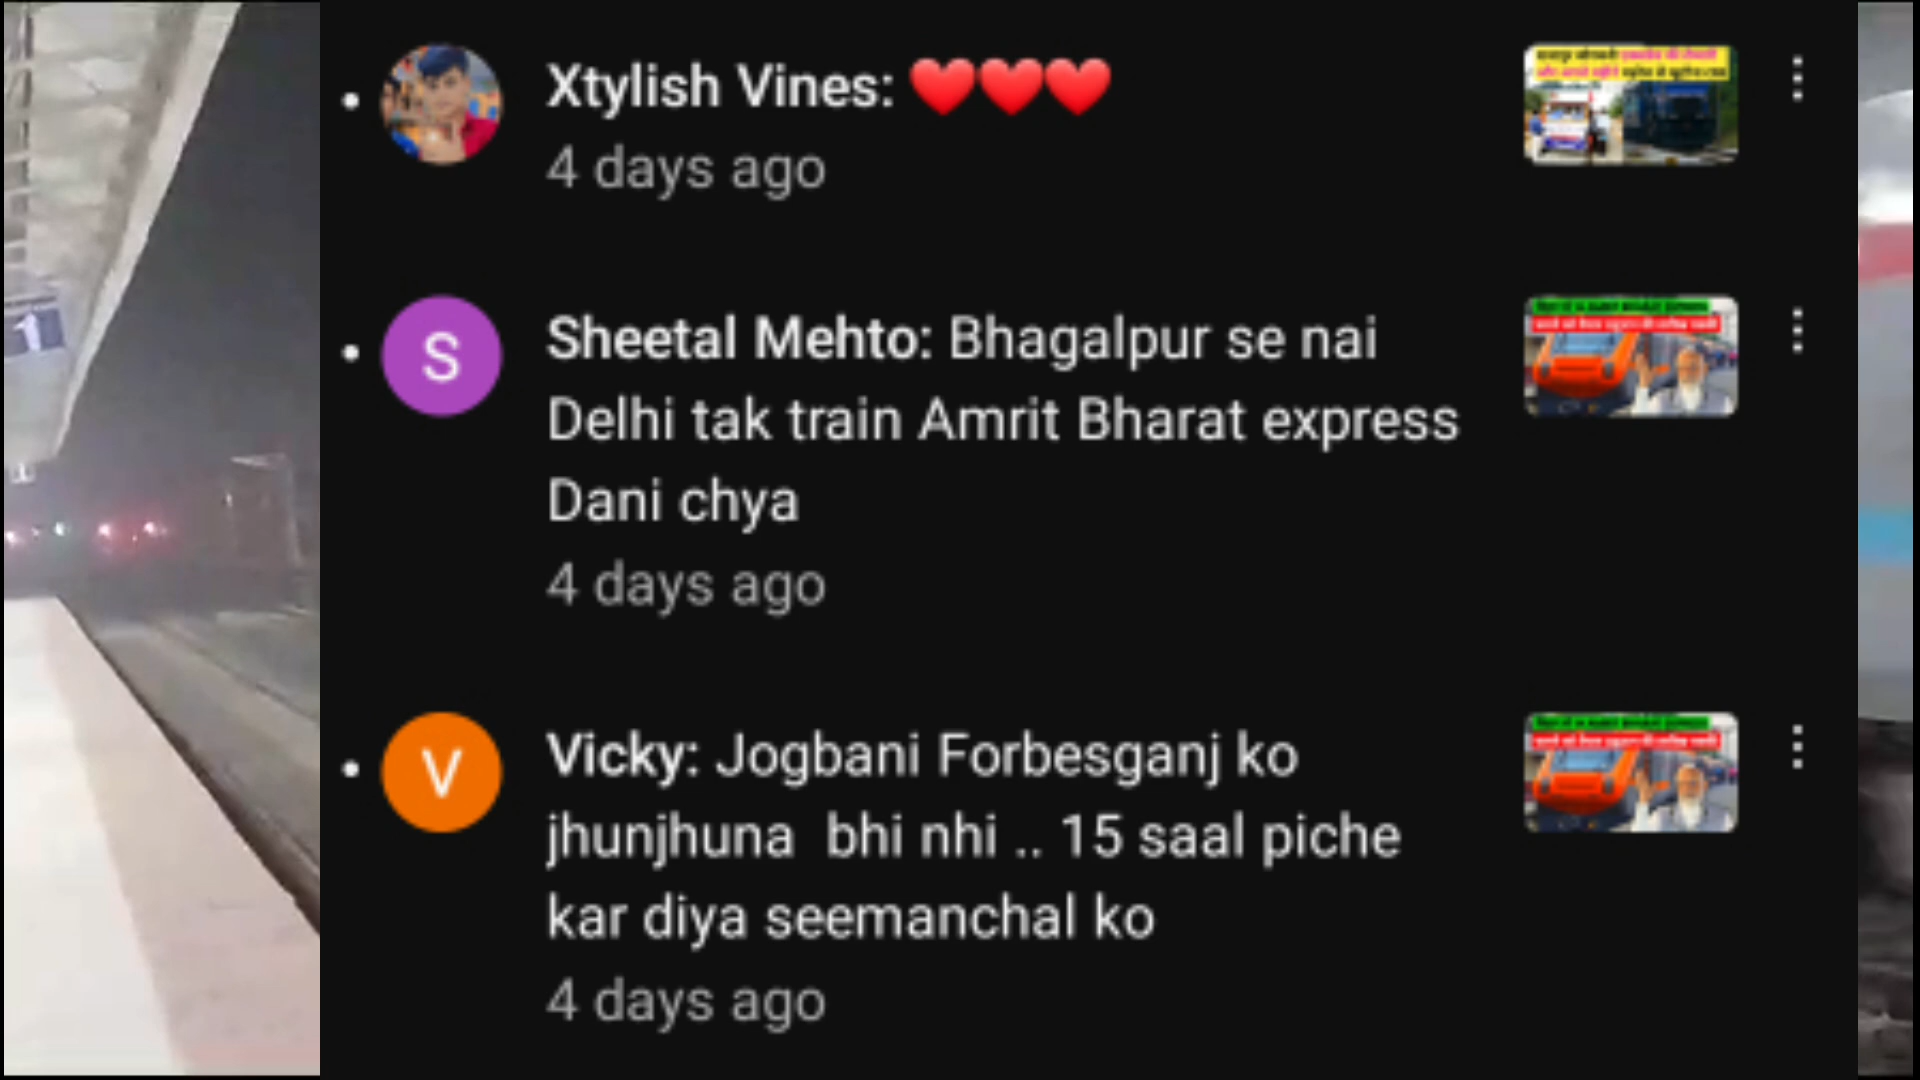 Xtylish Vines: ❤️❤️❤️
4 days ago
S
Sheetal Mehto: Bhagalpur se nai
Delhi tak train Amrit Bharat express
Dani chya
4 days ago
V
Vicky: Jogbani Forbesganj ko
jhunjhuna  bhi nhi .. 15 saal piche
kar diya seemanchal ko
4 days ago
1